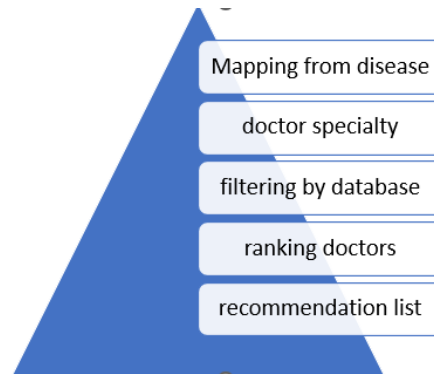 Mapping from disease
doctor specialty
filtering by database
ranking doctors
recommendation list